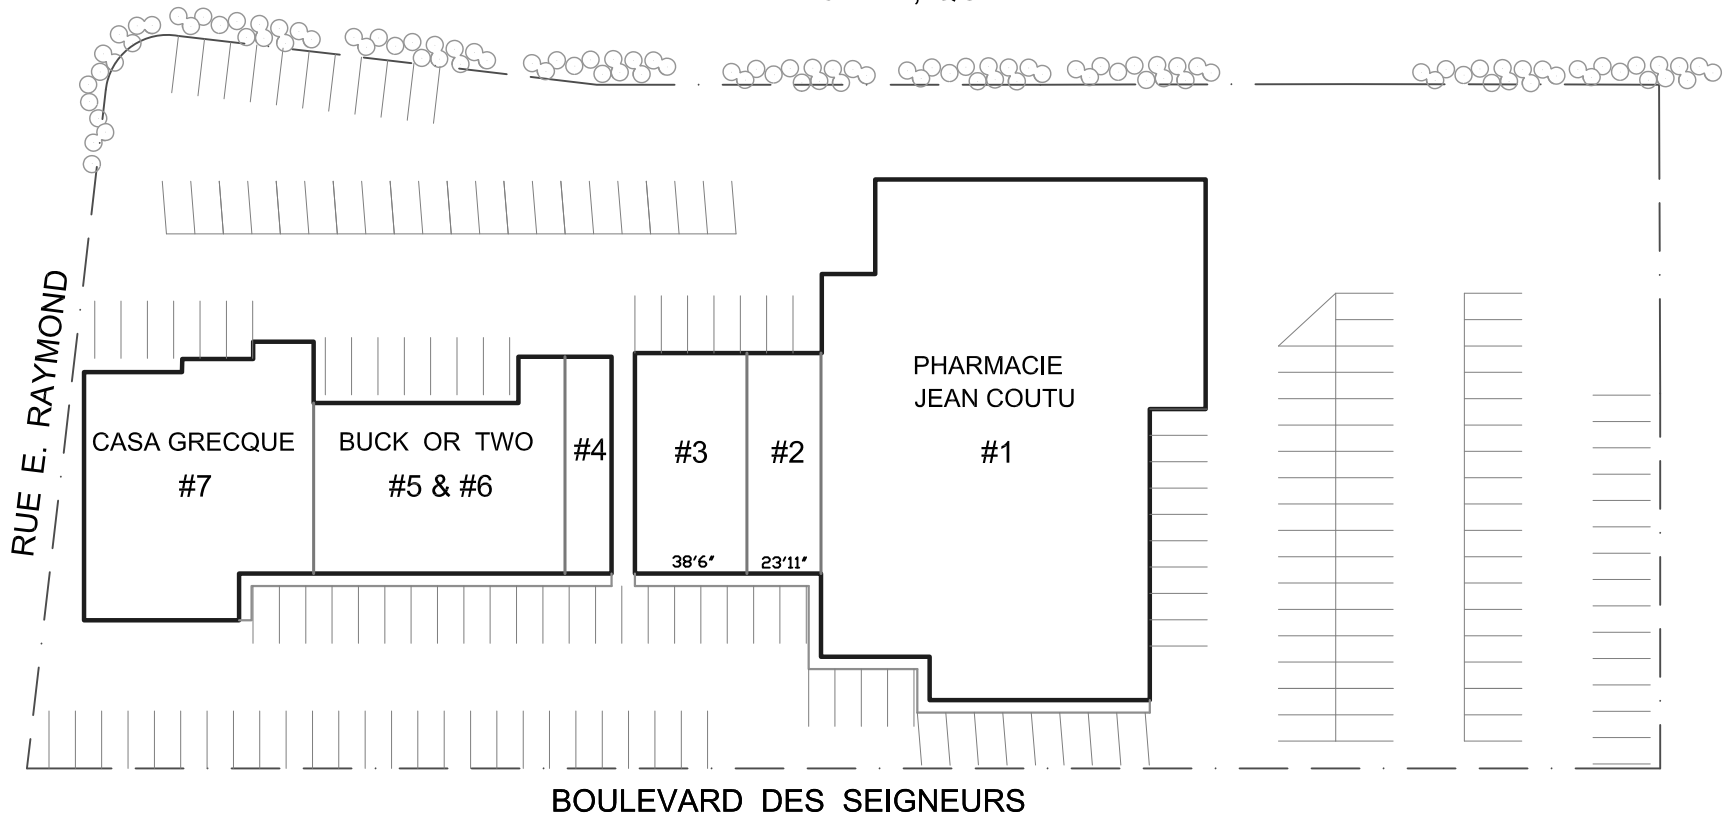 RUE E. RAYMOND
CASA GRECQUE
#7
BUCK OR TWO
#5 & #6
#4
#3
38'6"
#2
23'11"
PHARMACIE
JEAN COUTU
#1
BOULEVARD DES SEIGNEURS